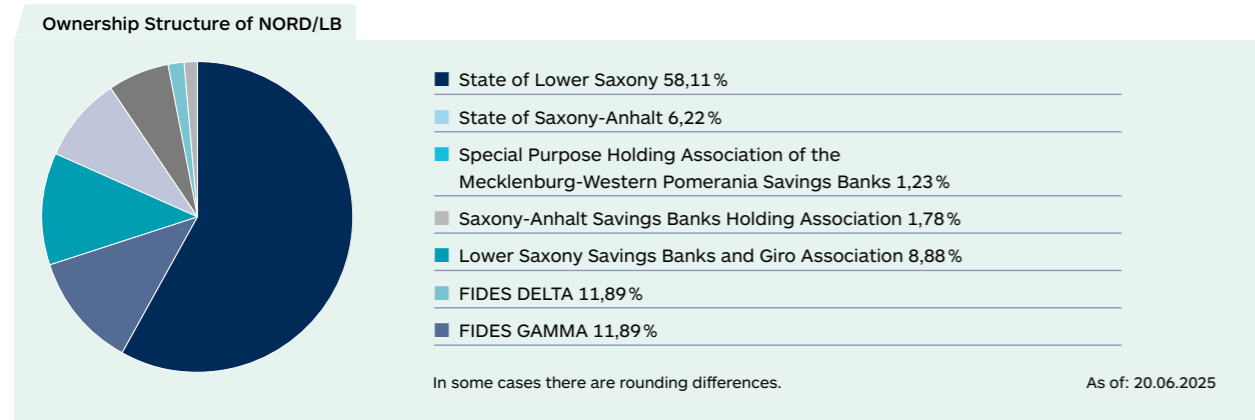 Ownership Structure of NORD/LB
State of Lower Saxony 58,11 %
State of Saxony-Anhalt 6,22 %
Special Purpose Holding Association of the
Mecklenburg-Western Pomerania Savings Banks 1,23 %
Saxony-Anhalt Savings Banks Holding Association 1,78 %
Lower Saxony Savings Banks and Giro Association 8,88 %
FIDES DELTA 11,89 %
FIDES GAMMA 11,89 %
In some cases there are rounding differences.
As of: 20.06.2025